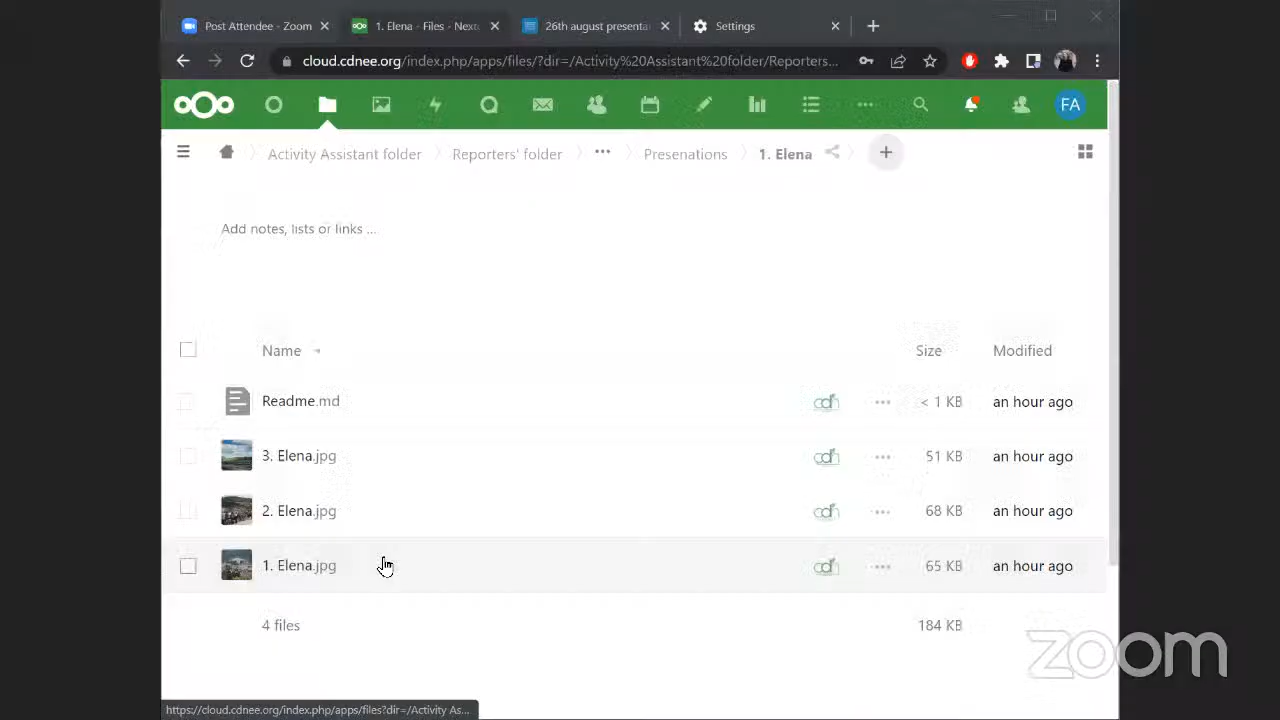 Post Attendee - Zoom
1. Elena - Files - Nextc
26th august presenta
Settings
cloud.cdnee.org/index.php/apps/files/?dir=/Activity%20Assistant%20folder/Reporters...
FA
Activity Assistant folder
Reporters' folder
...
Presenations
1. Elena
Add notes, lists or links ...
Name
Size
Modified
Readme.md
< 1 KB
an hour ago
3. Elena.jpg
51 KB
an hour ago
2. Elena.jpg
68 KB
an hour ago
1. Elena.jpg
65 KB
an hour ago
4 files
184 KB
zoom
https://cloud.cdnee.org/index.php/apps/files?dir=/Activity As...